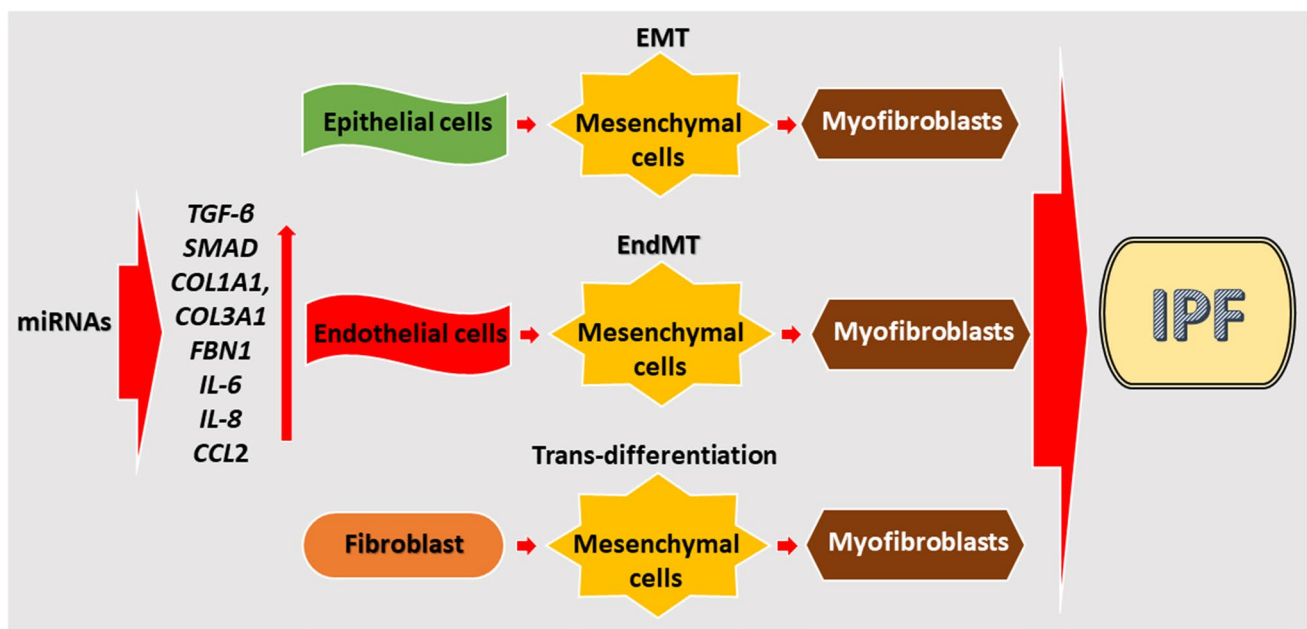 miRNAs
TGF-β
SMAD
COL1A1,
COL3A1
FBN1
IL-6
IL-8
CCL2
EMT
Epithelial cells
Mesenchymal
cells
Myofibroblasts
EndMT
Endothelial cells
Mesenchymal
cells
Myofibroblasts
Trans-differentiation
Fibroblast
Mesenchymal
cells
Myofibroblasts
IPF